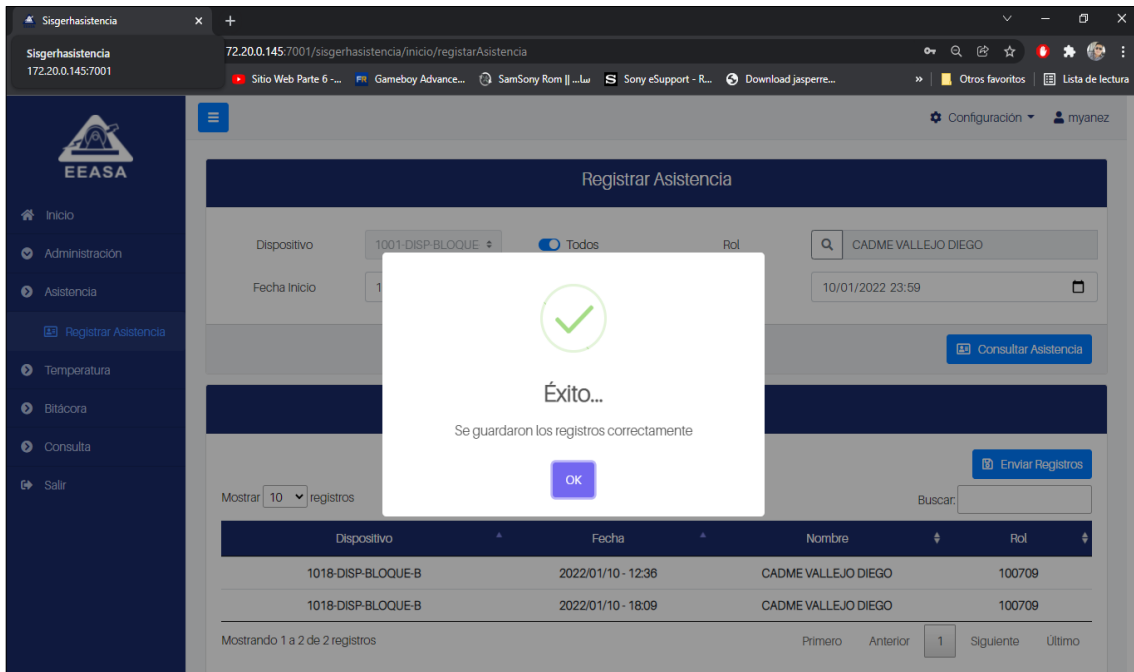 Sisgerhasistencia
Sisgerhasistencia
172.20.0.145:7001
72.20.0.145:7001/sisgerhasistencia/inicio/registarAsistencia
Sitio Web Parte 6 -... Gameboy Advance... SamSony Rom || ... Sony eSupport - R... Download jasperre... » Otros favoritos Lista de lectura
EEASA
Configuración myanez
Inicio
Administración
Asistencia
Registrar Asistencia
Temperatura
Bitácora
Consulta
Salir
Registrar Asistencia
Dispositivo 1001-DISP-BLOQUE Todos Rol CADME VALLEJO DIEGO
Fecha Inicio 1 10/01/2022 23:59
Consultar Asistencia
Éxito...
Se guardaron los registros correctamente
OK
Enviar Registros
Mostrar 10 registros Buscar:
Dispositivo Fecha Nombre Rol
1018-DISP-BLOQUE-B 2022/01/10 - 12:36 CADME VALLEJO DIEGO 100709
1018-DISP-BLOQUE-B 2022/01/10 - 18:09 CADME VALLEJO DIEGO 100709
Mostrando 1 a 2 de 2 registros Primero Anterior 1 Siguiente Último